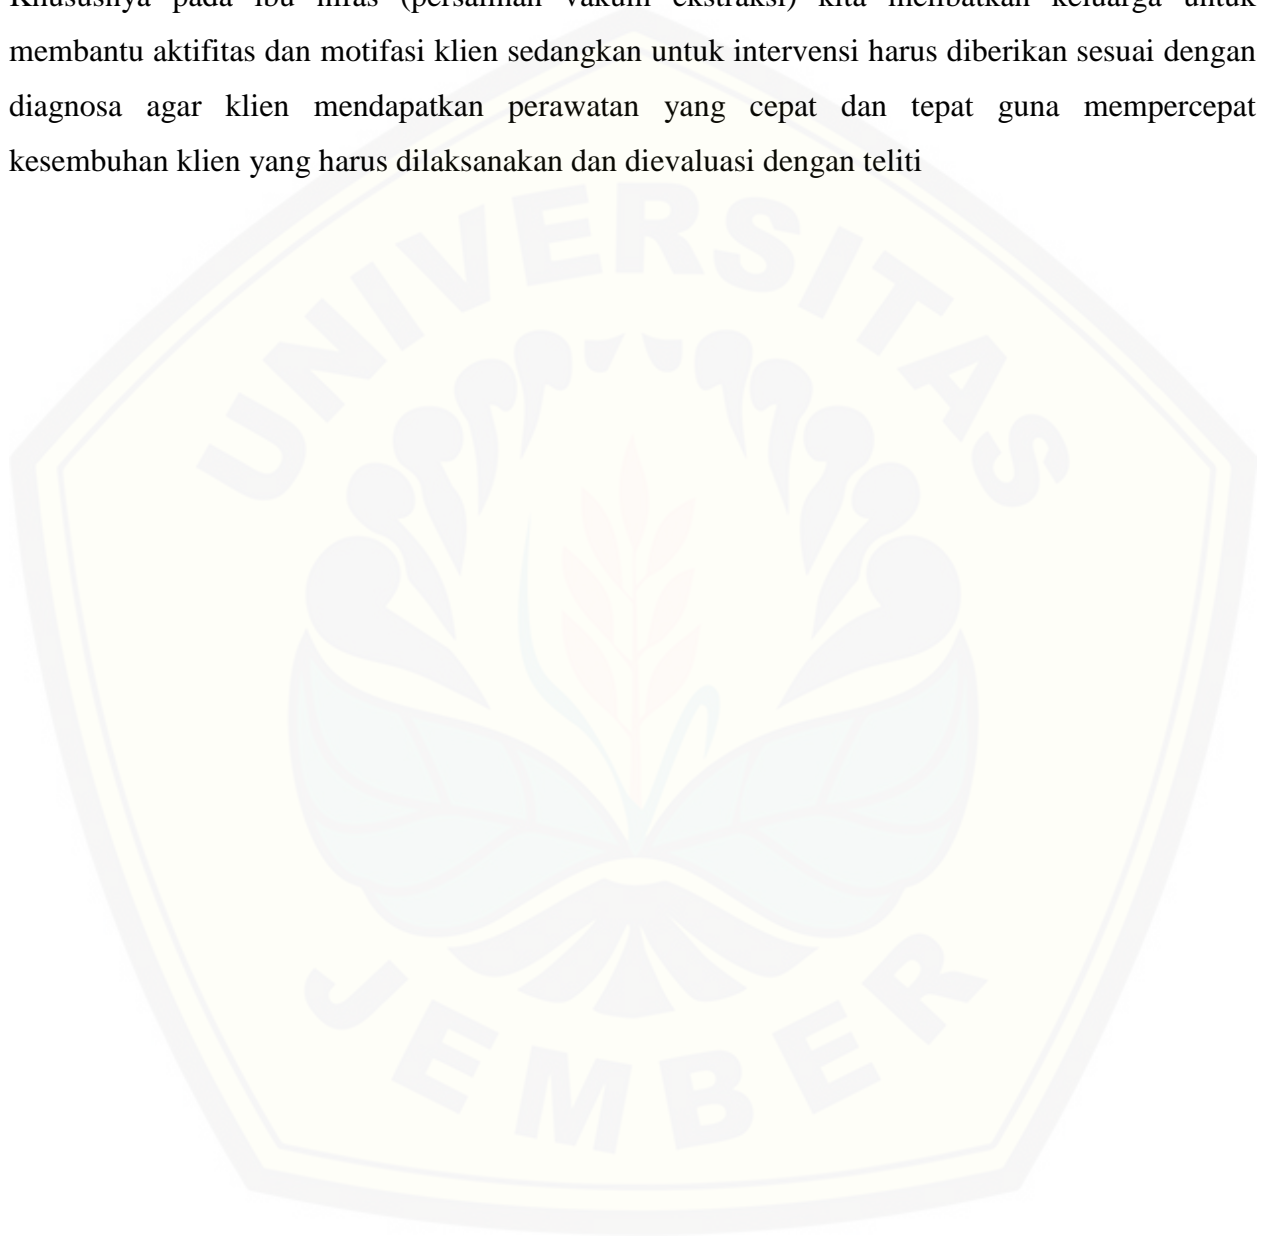 Khususnya pada ibu nifas (persalinan vakum ekstraksi) kita melibatkan keluarga untuk
membantu aktifitas dan motifasi klien sedangkan untuk intervensi harus diberikan sesuai dengan
diagnosa agar klien mendapatkan perawatan yang cepat dan tepat guna mempercepat
kesembuhan klien yang harus dilaksanakan dan dievaluasi dengan teliti
UNIVERSITAS
JEMBER